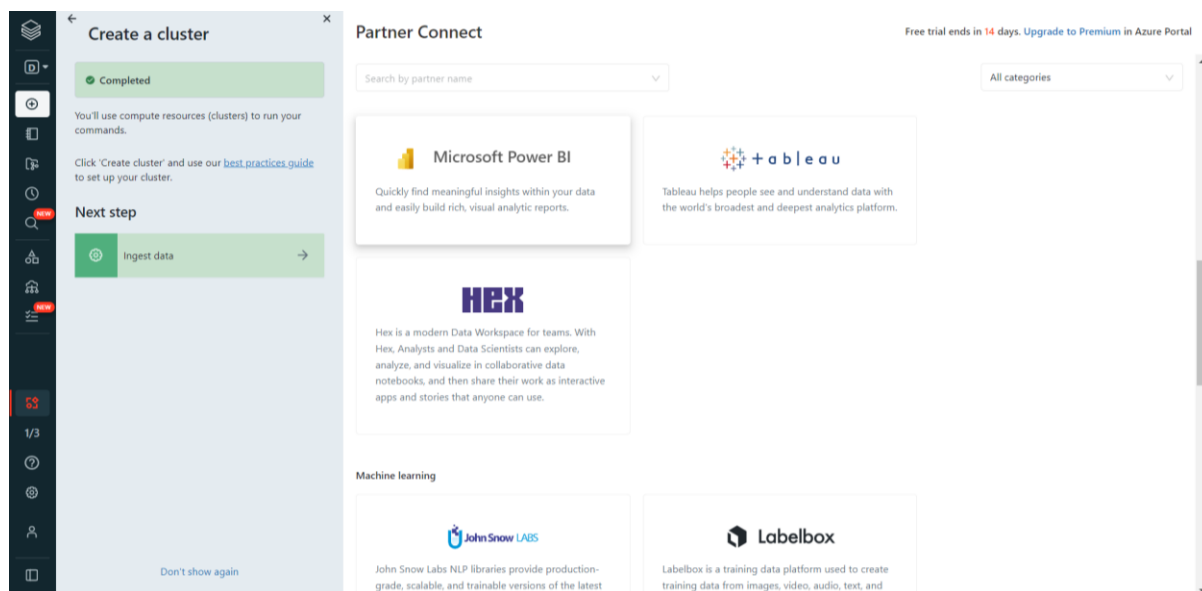 Create a cluster
Completed
You'll use compute resources (clusters) to run your
commands.
Click 'Create cluster' and use our best practices guide
to set up your cluster.
Next step
Ingest data
Don't show again
D
NEW
NEW
1/3
Partner Connect
Free trial ends in 14 days. Upgrade to Premium in Azure Portal
Search by partner name
All categories
Microsoft Power BI
Quickly find meaningful insights within your data
and easily build rich, visual analytic reports.
+ a b l e a u
Tableau helps people see and understand data with
the world's broadest and deepest analytics platform.
HEX
Hex is a modern Data Workspace for teams. With
Hex, Analysts and Data Scientists can explore,
analyze, and visualize in collaborative data
notebooks, and then share their work as interactive
apps and stories that anyone can use.
Machine learning
John Snow LABS
John Snow Labs NLP libraries provide production-
grade, scalable, and trainable versions of the latest
Labelbox
Labelbox is a training data platform used to create
training data from images, video, audio, text, and